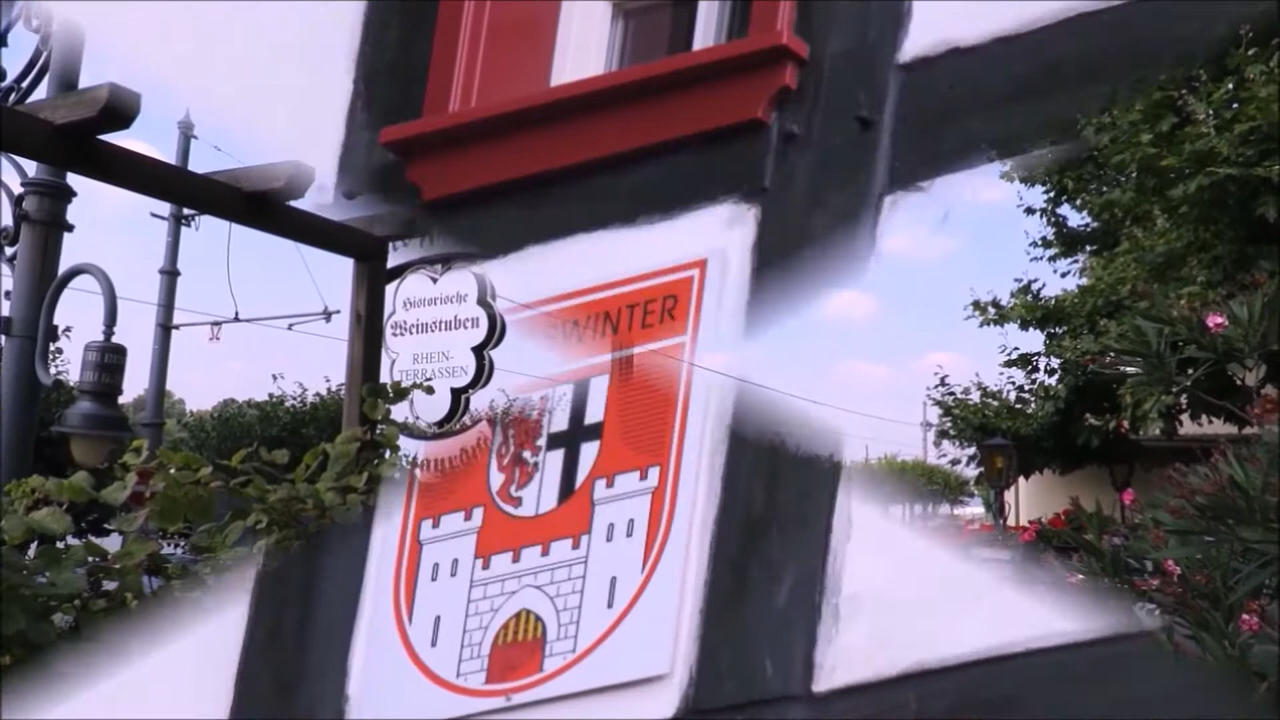 Historische
Weinstuben
RHEIN-
TERRASSEN
WINTER